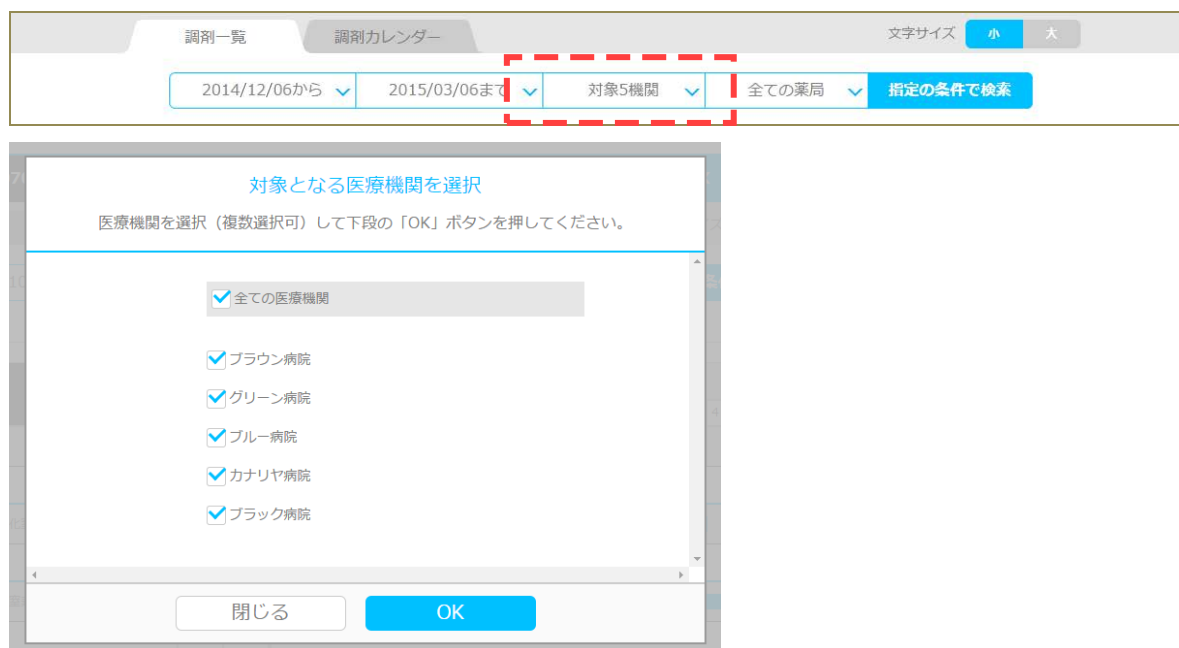 調剤一覧 調剤カレンダー 文字サイズ 小 大
2014/12/06から 2015/03/06まで 対象5機関 全ての薬局 指定の条件で検索
対象となる医療機関を選択
医療機関を選択（複数選択可）して下段の「OK」ボタンを押してください。
全ての医療機関
ブラウン病院
グリーン病院
ブルー病院
カナリヤ病院
ブラック病院
閉じる OK